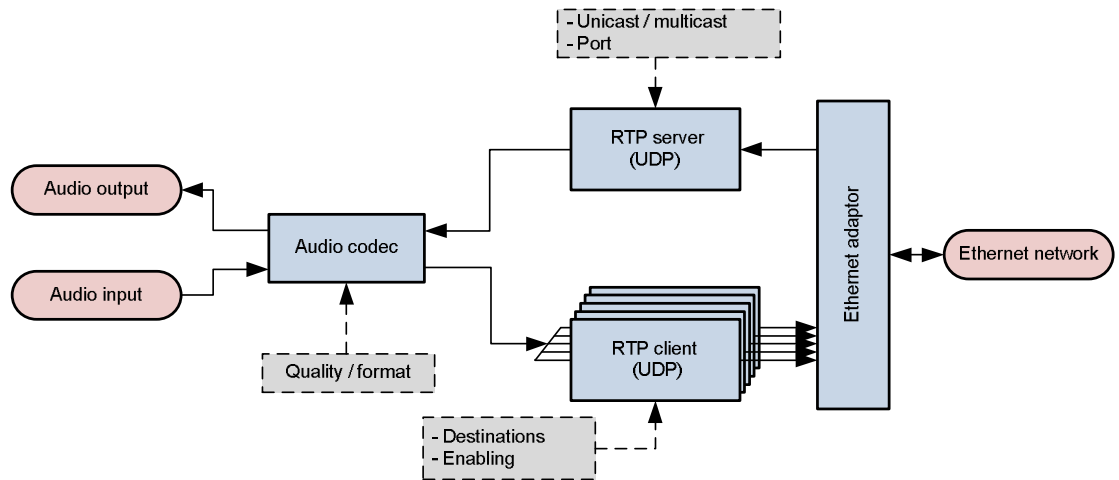 - Unicast / multicast
- Port
RTP server
(UDP)
Audio output
Audio codec
Audio input
Ethernet adaptor
Ethernet network
Quality / format
RTP client
(UDP)
- Destinations
- Enabling